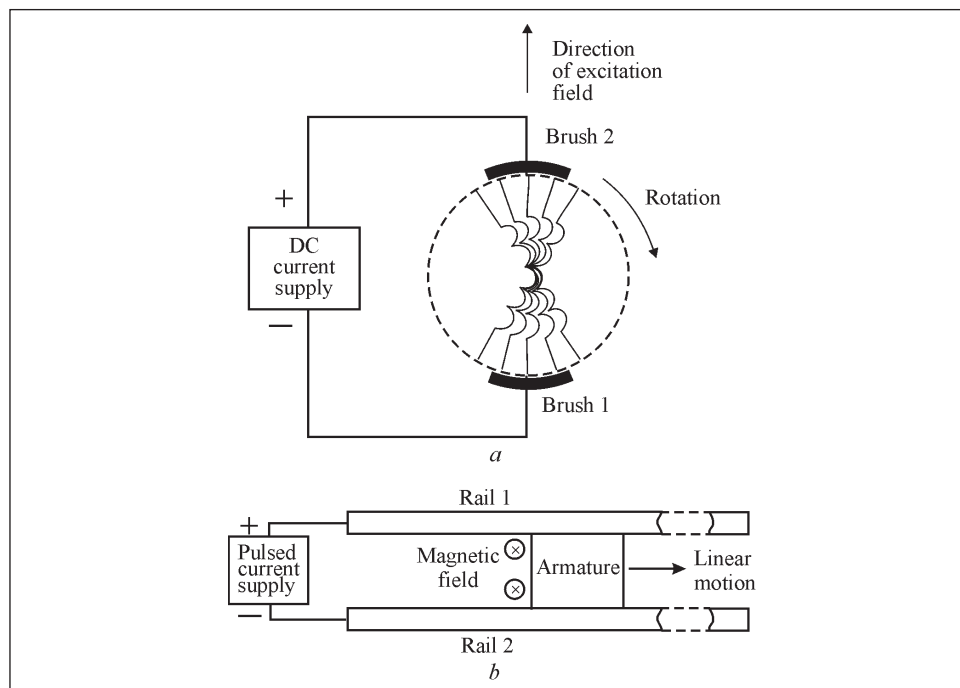 Direction
of excitation
field
Brush 2
Rotation
+
DC
current
supply
—
Brush 1
a
Rail 1
+
Pulsed
current
supply
—
Magnetic
field
Armature
Linear
motion
Rail 2
b